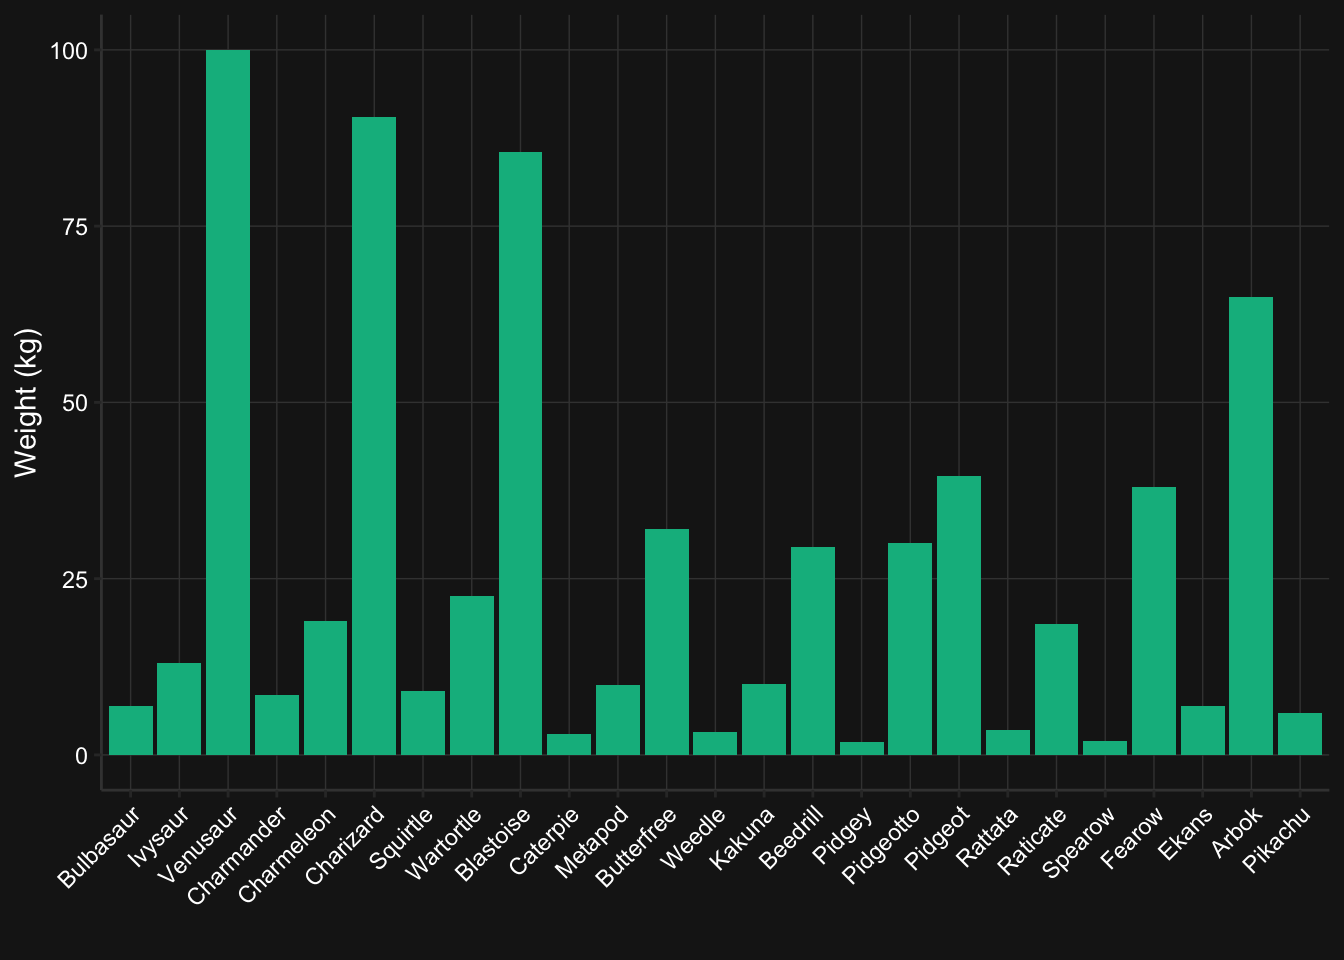 Weight (kg)
100
75
50
25
0
Bulbasaur
Ivysaur
Venusaur
Charmander
Charmeleon
Charizard
Squirtle
Wartortle
Blastoise
Caterpie
Metapod
Butterfree
Weedle
Kakuna
Beedrill
Pidgey
Pidgeotto
Pidgeot
Rattata
Raticate
Spearow
Fearow
Ekans
Arbok
Pikachu